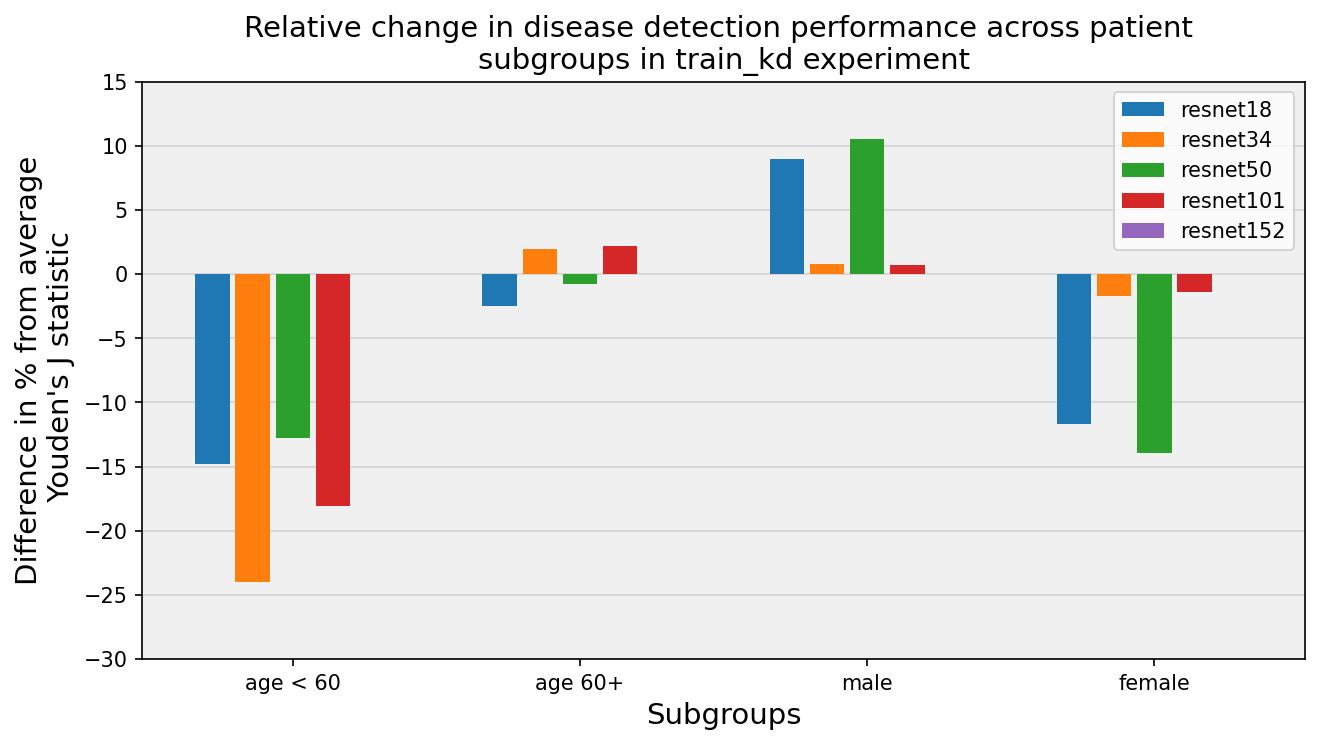 Relative change in disease detection performance across patient
subgroups in train_kd experiment
Difference in % from average
Youden's J statistic
15
10
5
0
−5
−10
−15
−20
−25
−30
resnet18
resnet34
resnet50
resnet101
resnet152
age < 60
age 60+
male
female
Subgroups